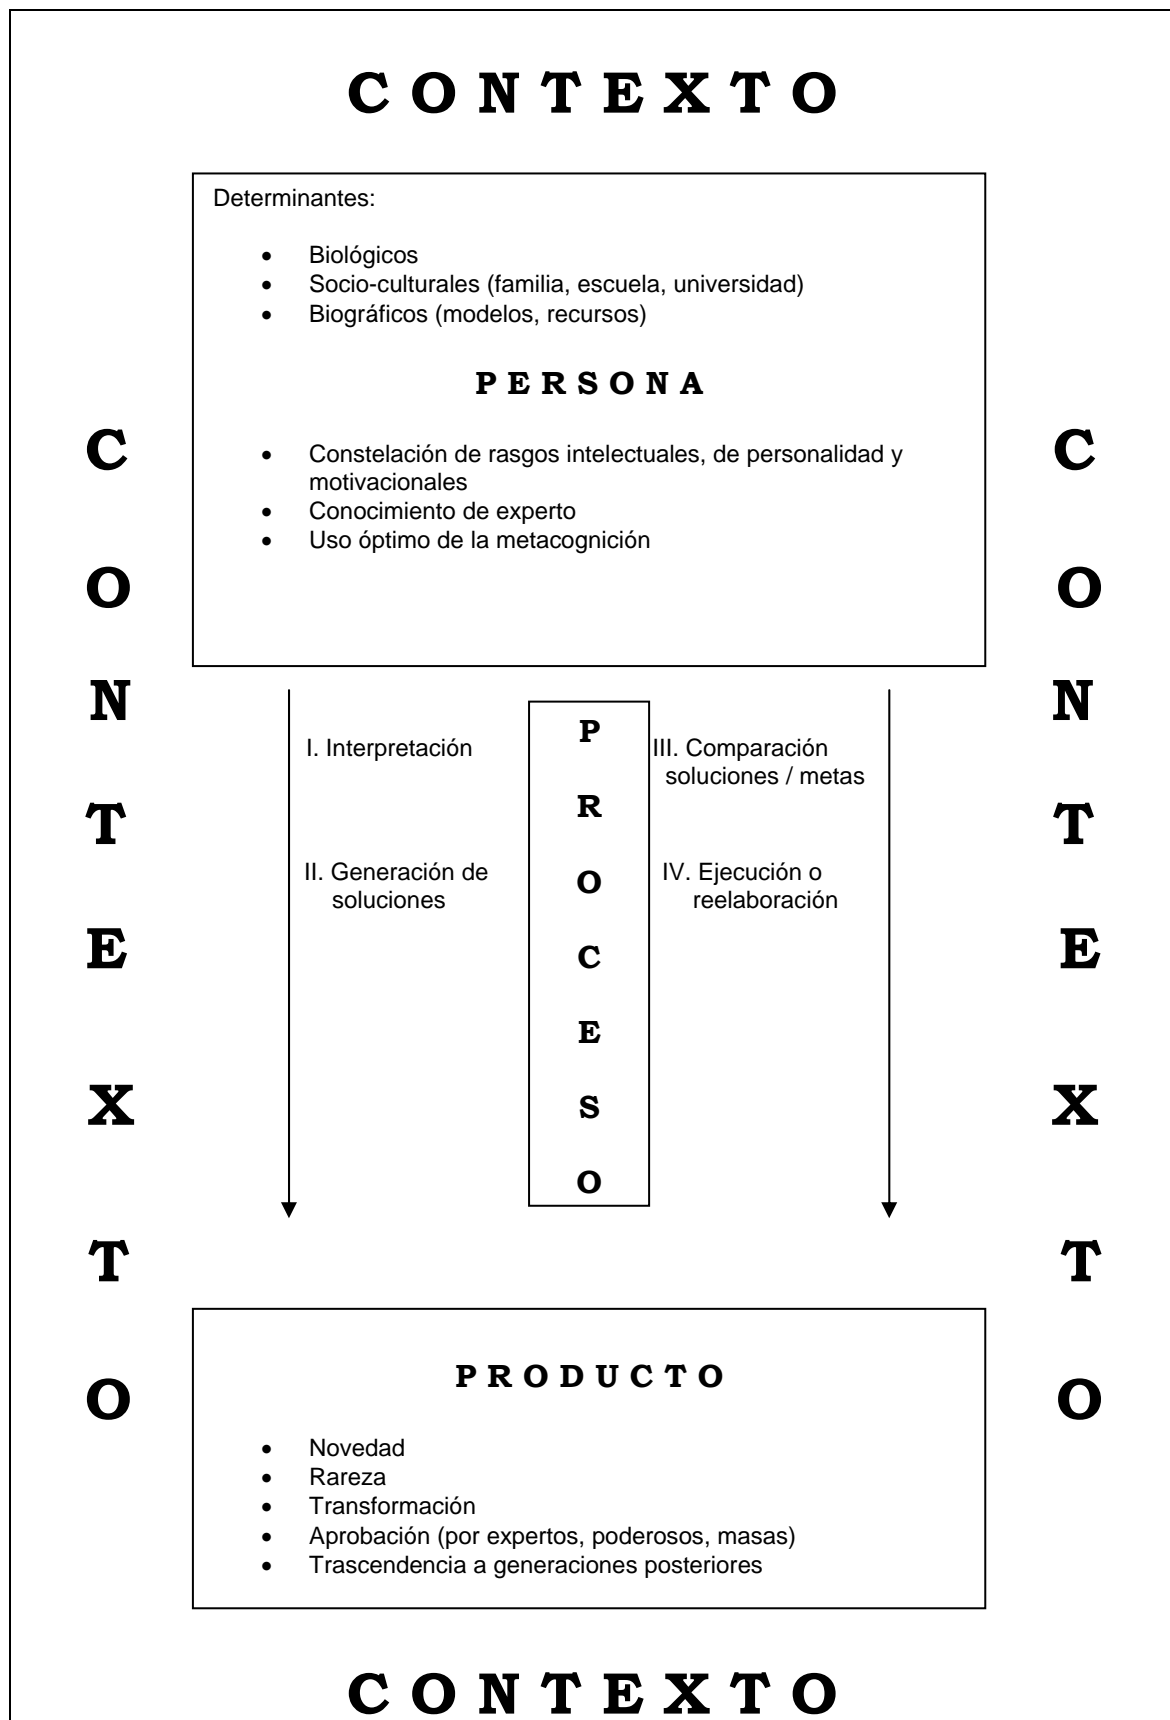 C O N T E X T O
Determinantes:
• Biológicos
• Socio-culturales (familia, escuela, universidad)
• Biográficos (modelos, recursos)
P E R S O N A
• Constelación de rasgos intelectuales, de personalidad y
motivacionales
• Conocimiento de experto
• Uso óptimo de la metacognición
C O N T E X T O
I. Interpretación
II. Generación de
soluciones
P R O C E S O
III. Comparación
soluciones / metas
IV. Ejecución o
reelaboración
C O N T E X T O
P R O D U C T O
• Novedad
• Rareza
• Transformación
• Aprobación (por expertos, poderosos, masas)
• Trascendencia a generaciones posteriores
C O N T E X T O